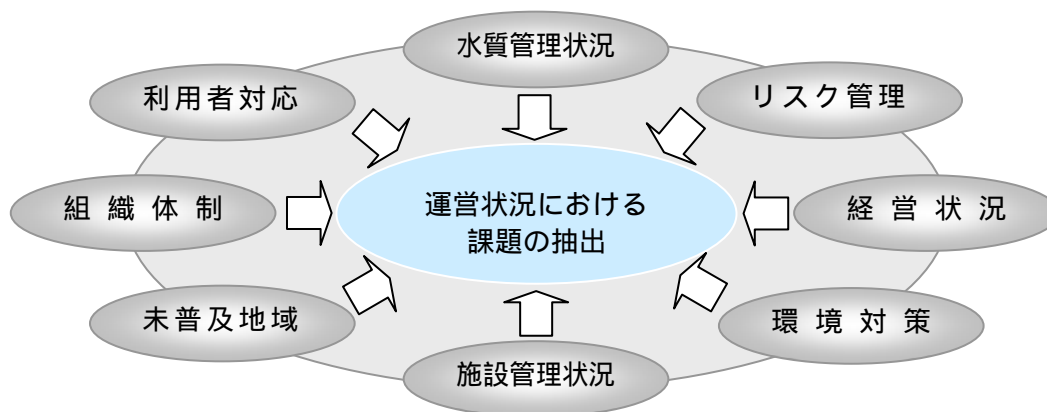 水質管理状況
利用者対応
リスク管理
組織体制
運営状況における
課題の抽出
経営状況
未普及地域
環境対策
施設管理状況